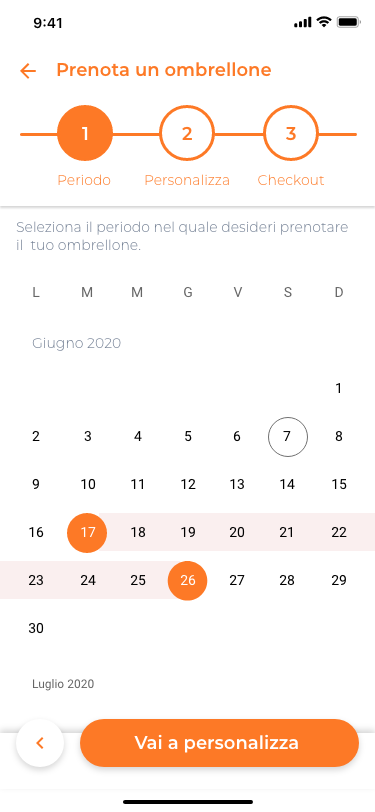 9:41
Prenota un ombrellone
1 2 3
Periodo Personalizza Checkout
Seleziona il periodo nel quale desideri prenotare
il tuo ombrellone.
L M M G V S D
Giugno 2020
1
2 3 4 5 6 7 8
9 10 11 12 13 14 15
16 17 18 19 20 21 22
23 24 25 26 27 28 29
30
Luglio 2020
Vai a personalizza